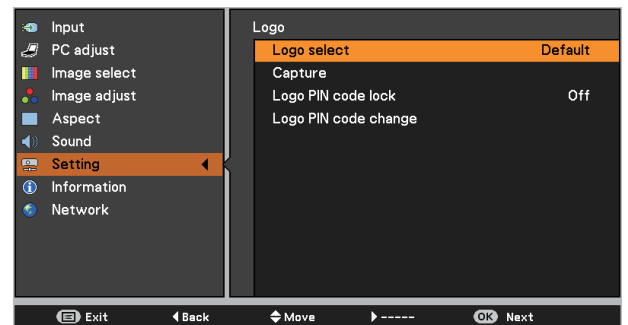 Input
PC adjust
Image select
Image adjust
Aspect
Sound
Setting
Information
Network
Logo
Logo select Default
Capture
Logo PIN code lock Off
Logo PIN code change
Exit Back Move ----- OK Next